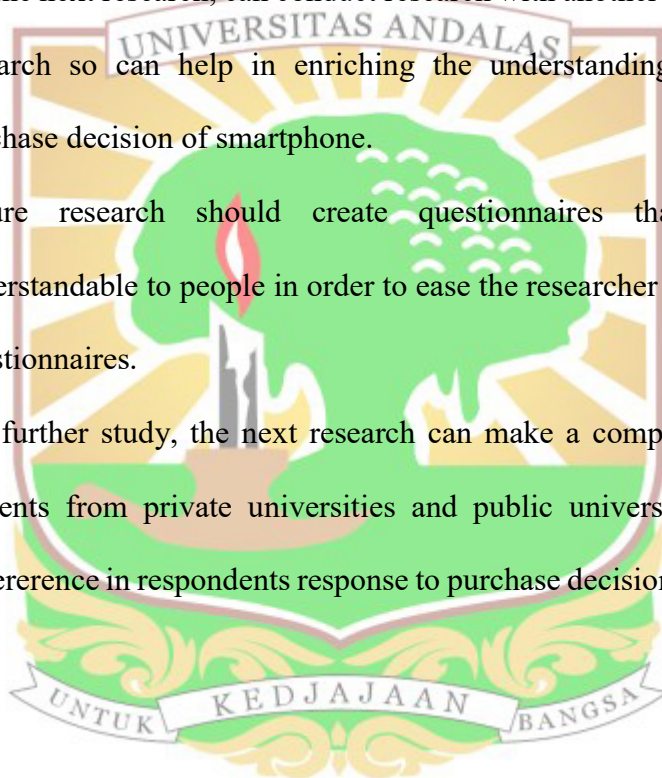 UNIVERSITAS ANDALAS
arch so can help in enriching the understanding
chase decision of smartphone.
ure research should create questionnaires tha
erstandable to people in order to ease the researcher
stionnaires.
further study, the next research can make a comp
ents from private universities and public univers
ererence in respondents response to purchase decision
UNTUK KEDJAJAAN BANGSA